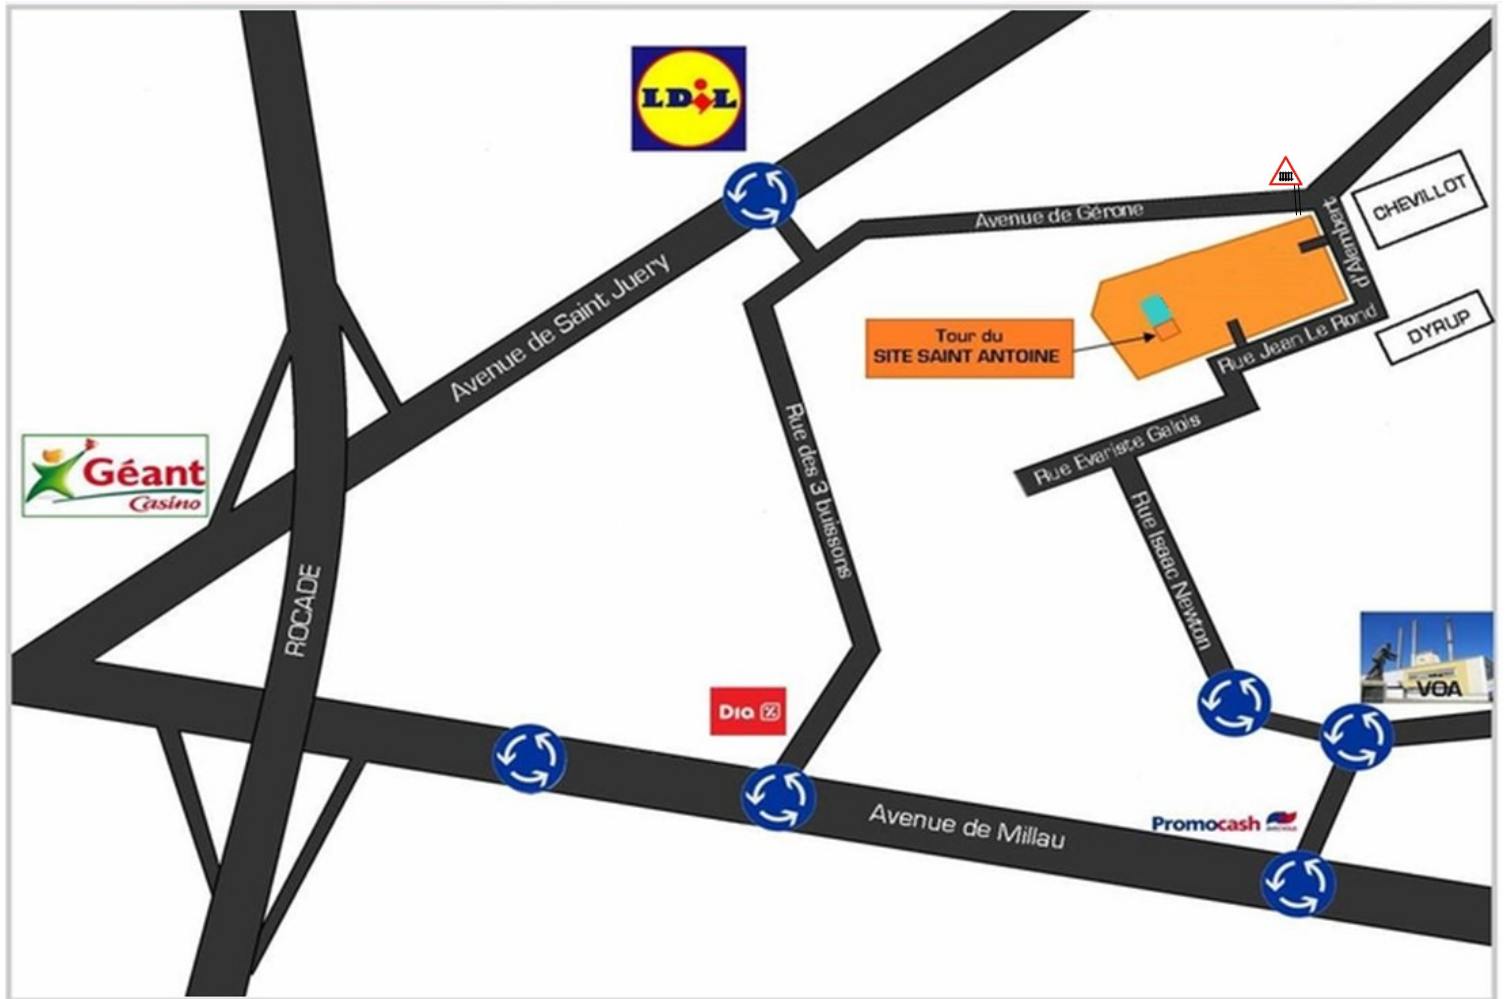 LIDL
CHEVILLOT
Avenue de Gérone
d'Alembert
Avenue de Saint Juery
Tour du
SITE SAINT ANTOINE
Rue Jean Le Rond
DYRUP
Rue Evariste Galois
Rue des 3 buissons
Géant
Casino
Rue Isaac Newton
ROCADE
VOA
Dia %
Avenue de Millau
Promocash